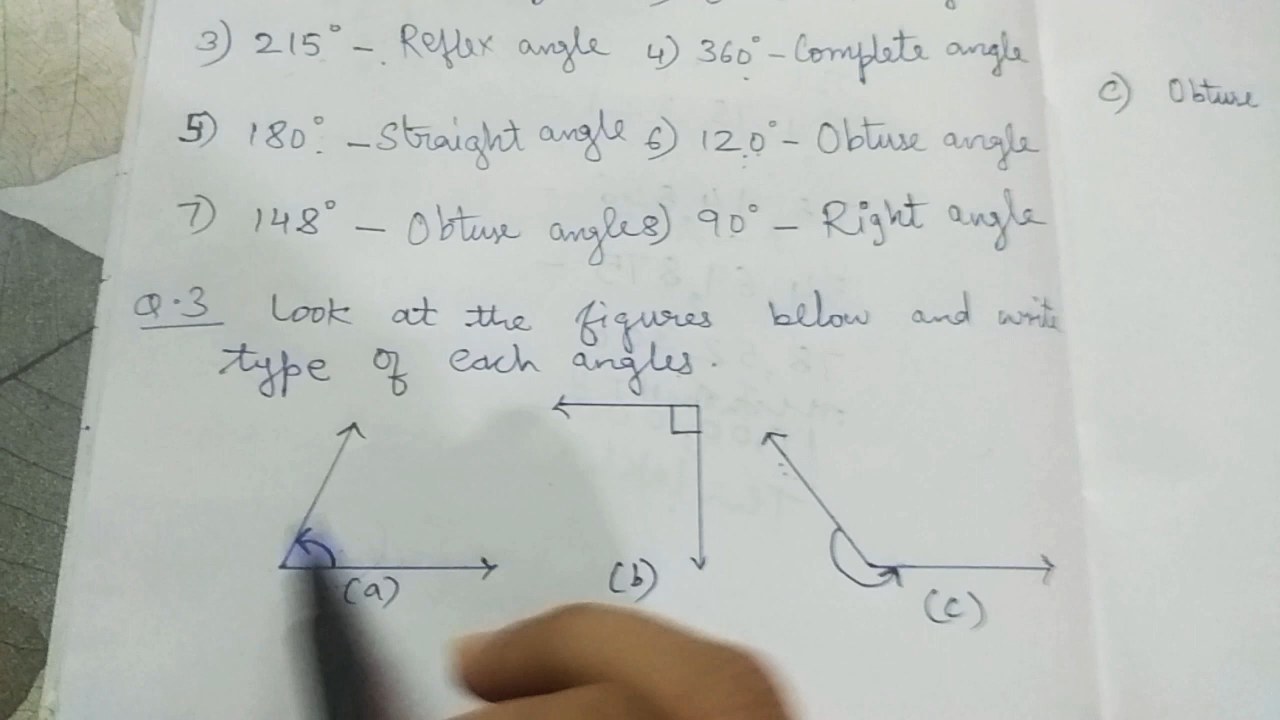 3) 215° - Reflex angle 4) 360° - Complete angle
c) Obtuse
5) 180° - Straight angle 6) 120° - Obtuse angle
7) 148° - Obtuse angle 8) 90° - Right angle
Q.3 Look at the figures below and write
type of each angles.
(a) (b) (c)